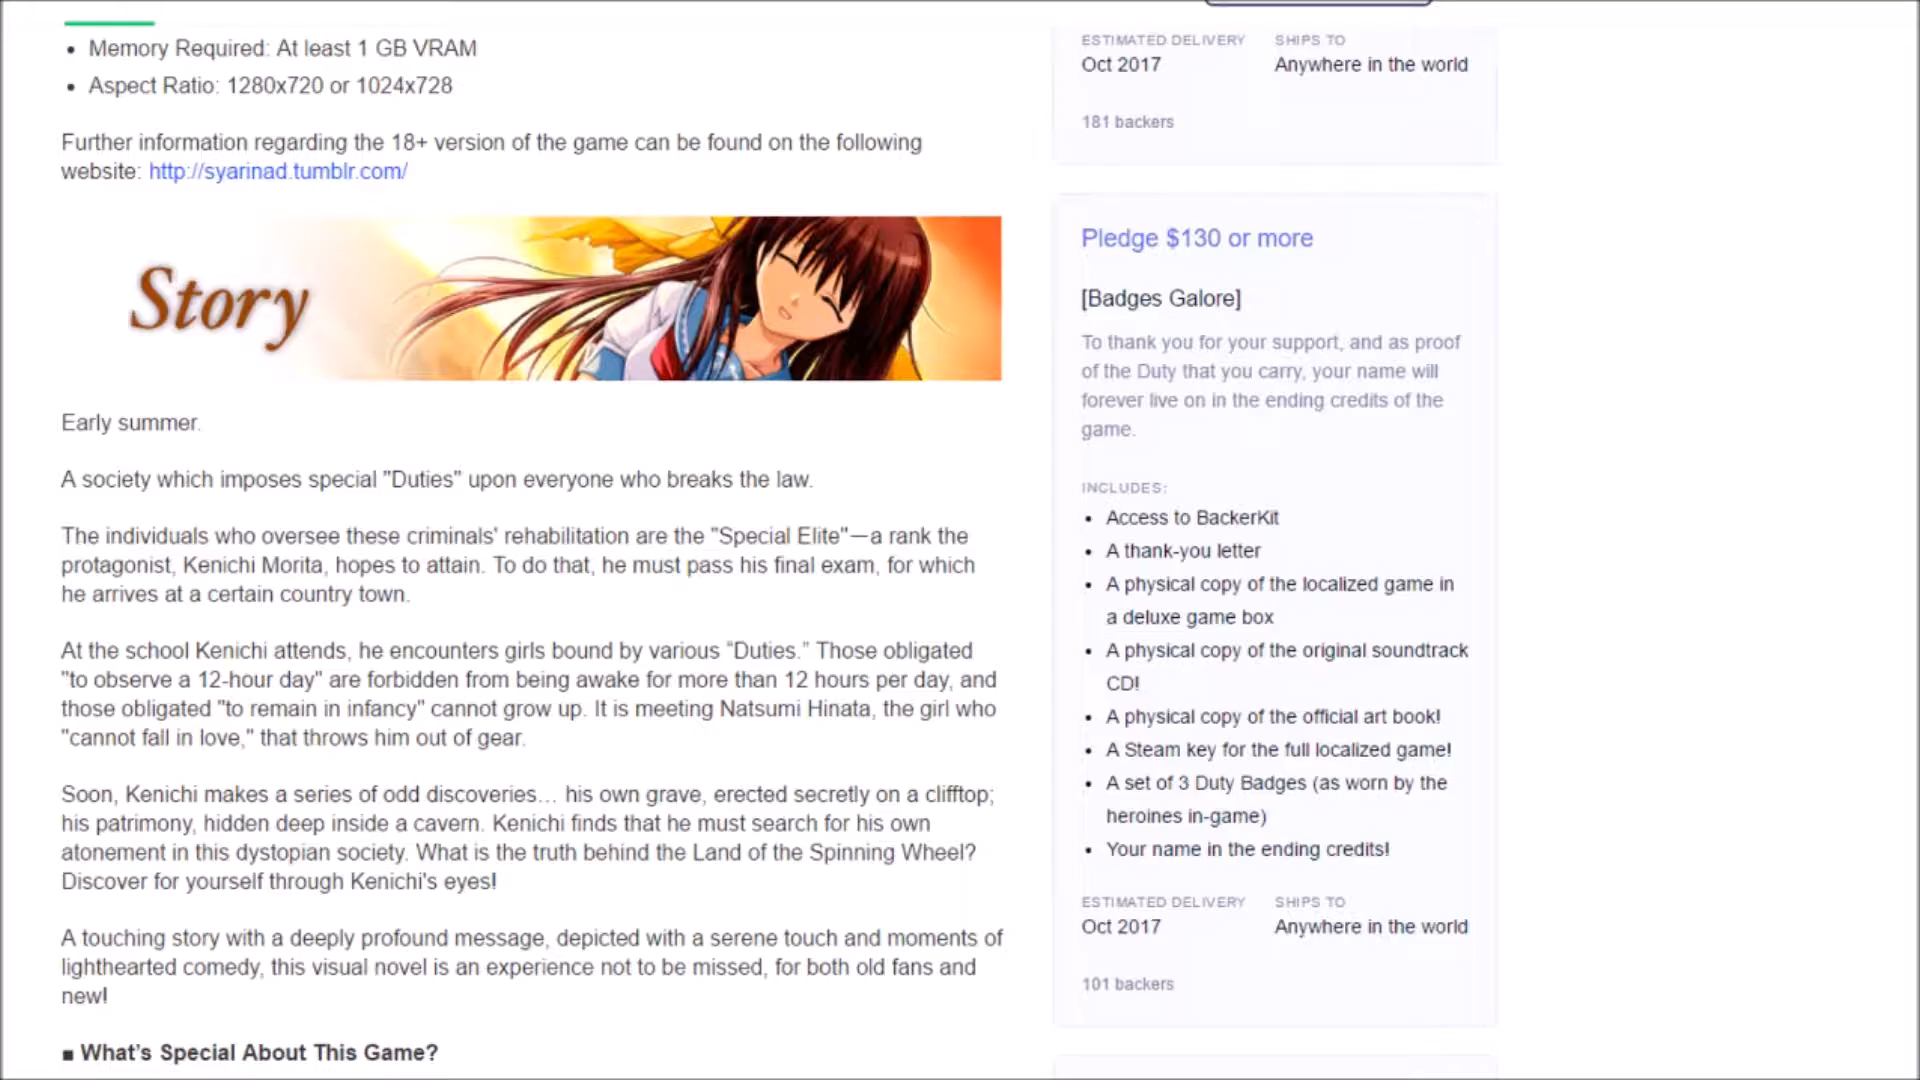 • Memory Required: At least 1 GB VRAM
• Aspect Ratio: 1280x720 or 1024x728
Further information regarding the 18+ version of the game can be found on the following
website: http://syarinad.tumblr.com/
Story
Early summer.
A society which imposes special "Duties" upon everyone who breaks the law.
The individuals who oversee these criminals' rehabilitation are the "Special Elite"—a rank the
protagonist, Kenichi Morita, hopes to attain. To do that, he must pass his final exam, for which
he arrives at a certain country town.
At the school Kenichi attends, he encounters girls bound by various “Duties.” Those obligated
"to observe a 12-hour day" are forbidden from being awake for more than 12 hours per day, and
those obligated "to remain in infancy" cannot grow up. It is meeting Natsumi Hinata, the girl who
"cannot fall in love," that throws him out of gear.
Soon, Kenichi makes a series of odd discoveries… his own grave, erected secretly on a clifftop;
his patrimony, hidden deep inside a cavern. Kenichi finds that he must search for his own
atonement in this dystopian society. What is the truth behind the Land of the Spinning Wheel?
Discover for yourself through Kenichi's eyes!
A touching story with a deeply profound message, depicted with a serene touch and moments of
lighthearted comedy, this visual novel is an experience not to be missed, for both old fans and
new!
■ What’s Special About This Game?
ESTIMATED DELIVERY SHIPS TO
Oct 2017 Anywhere in the world
181 backers
Pledge $130 or more
[Badges Galore]
To thank you for your support, and as proof
of the Duty that you carry, your name will
forever live on in the ending credits of the
game.
INCLUDES:
• Access to BackerKit
• A thank-you letter
• A physical copy of the localized game in
a deluxe game box
• A physical copy of the original soundtrack
CD!
• A physical copy of the official art book!
• A Steam key for the full localized game!
• A set of 3 Duty Badges (as worn by the
heroines in-game)
• Your name in the ending credits!
ESTIMATED DELIVERY SHIPS TO
Oct 2017 Anywhere in the world
101 backers